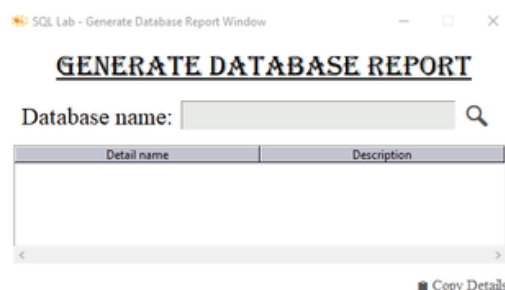 SQL Lab - Generate Database Report Window
GENERATE DATABASE REPORT
Database name:
Detail name Description
Copy Details